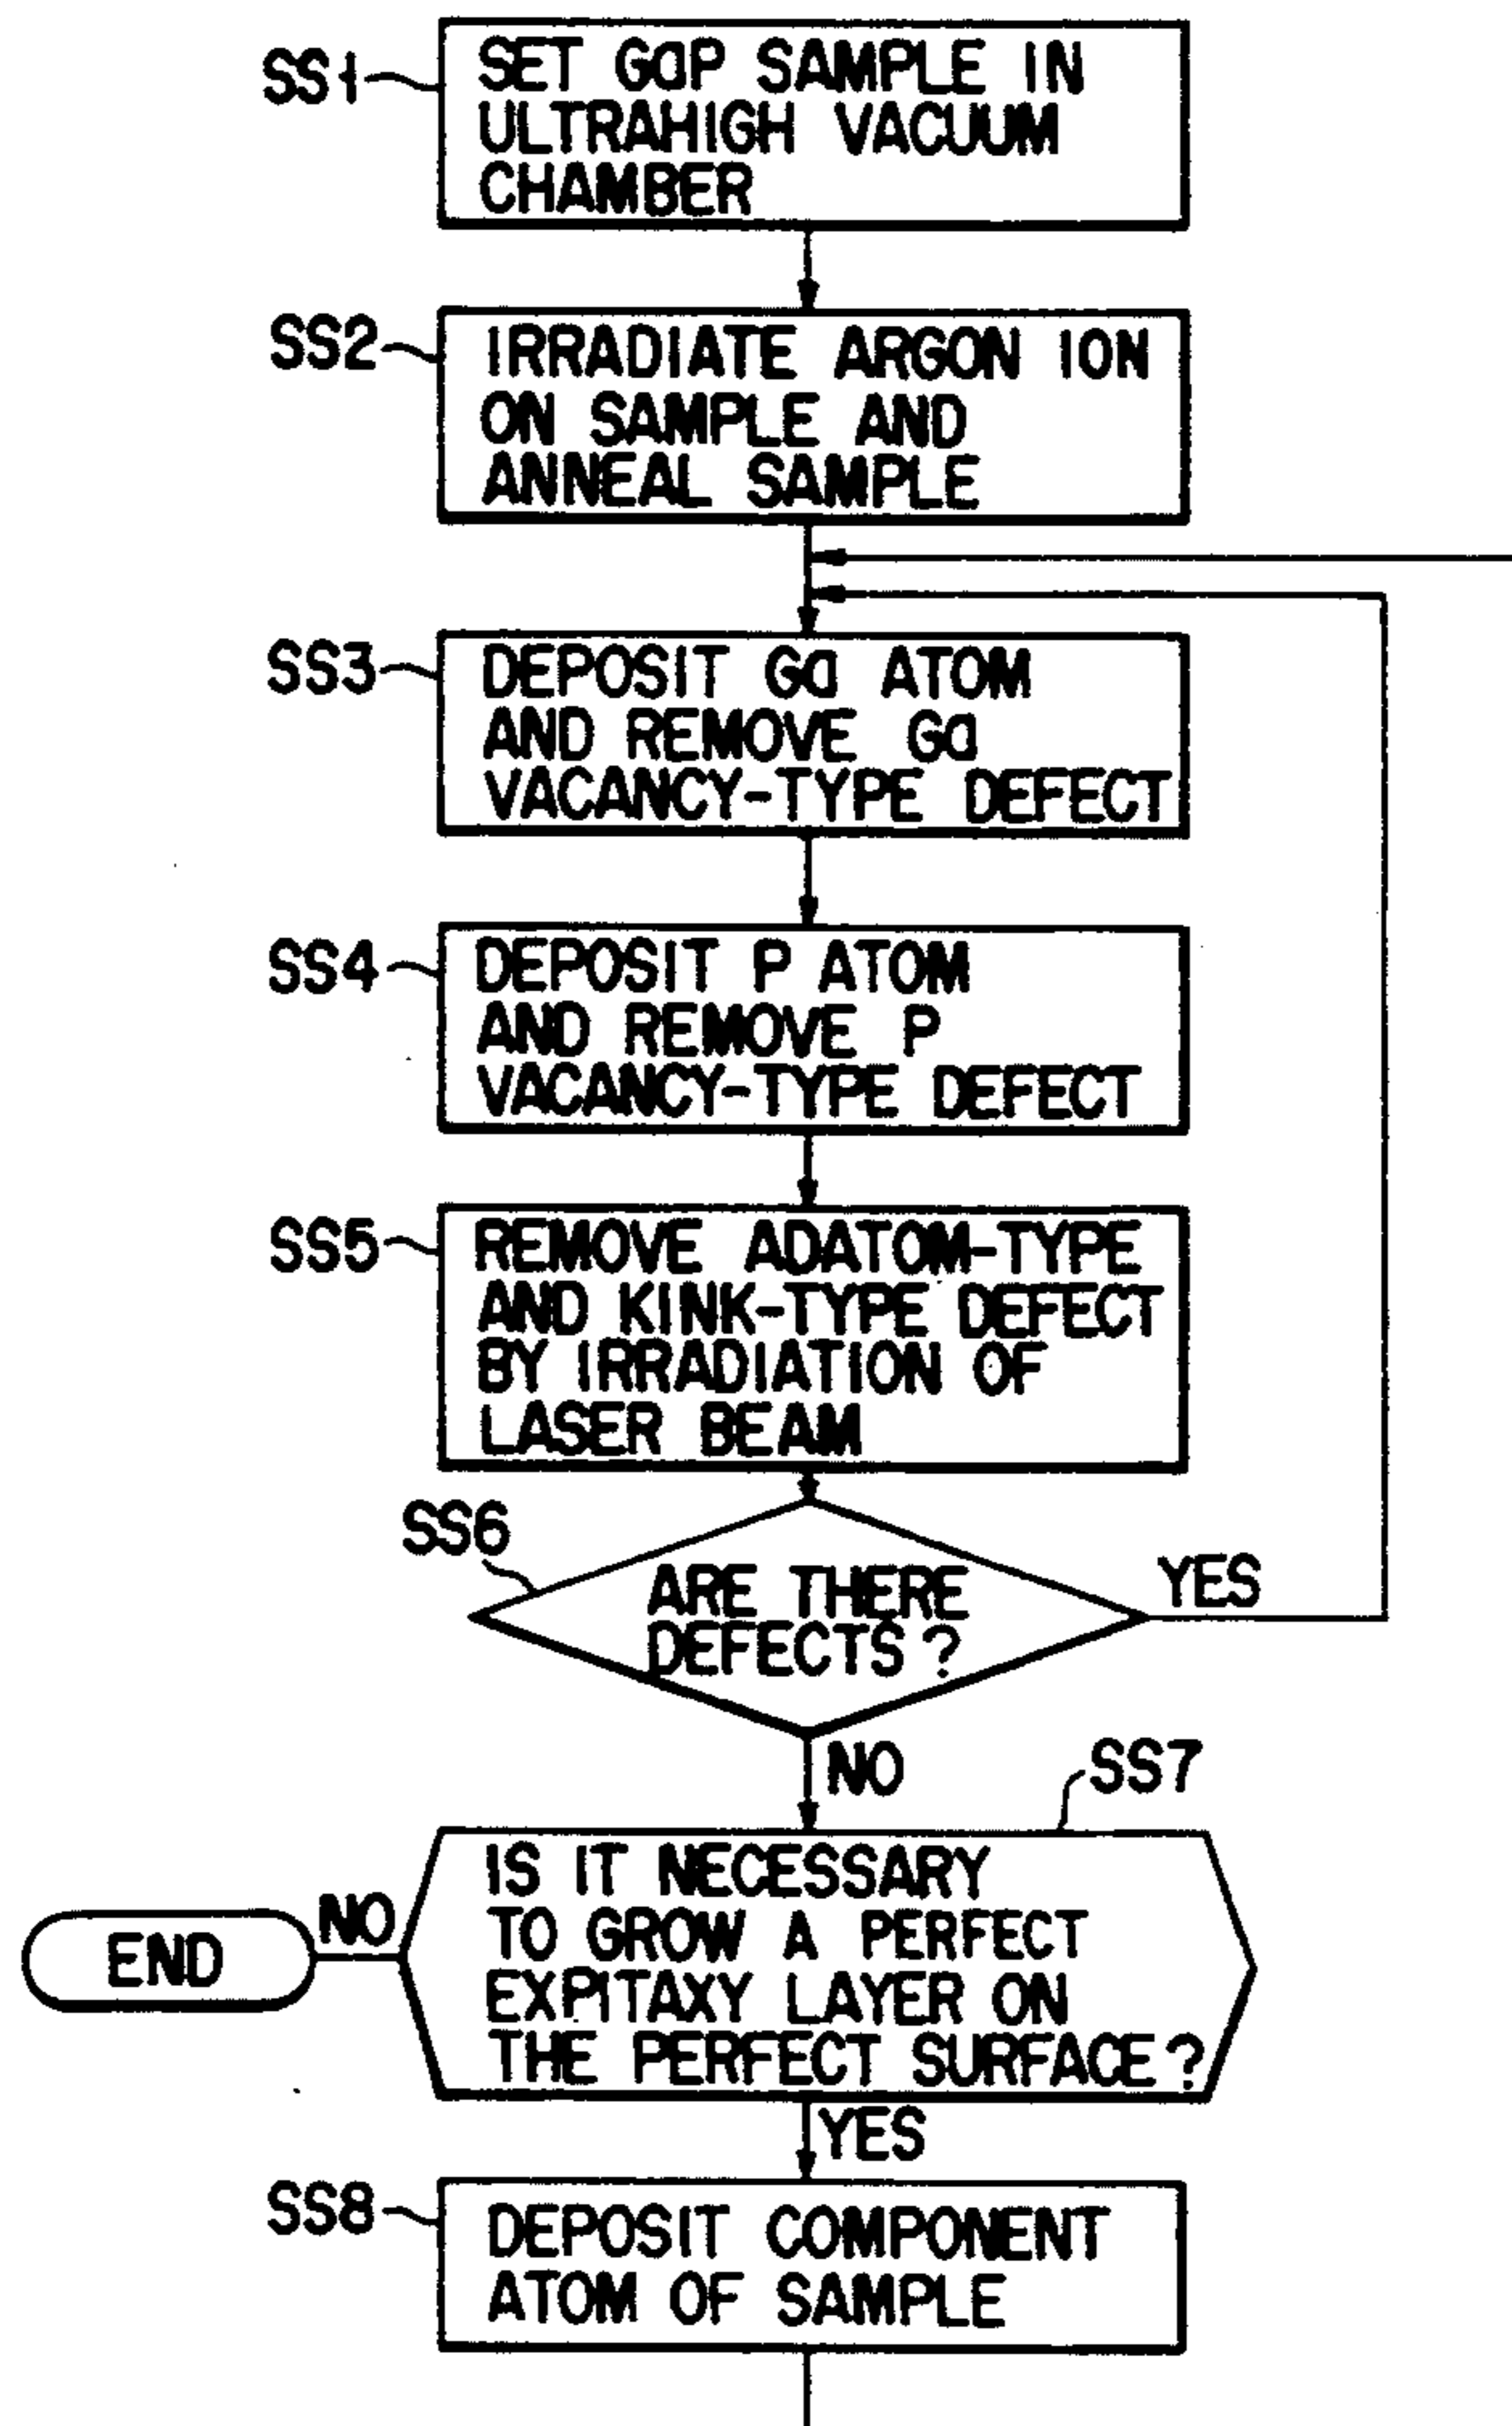 SS1
SET GaP SAMPLE IN
ULTRAHIGH VACUUM
CHAMBER
SS2
IRRADIATE ARGON ION
ON SAMPLE AND
ANNEAL SAMPLE
SS3
DEPOSIT Ga ATOM
AND REMOVE Ga
VACANCY-TYPE DEFECT
SS4
DEPOSIT P ATOM
AND REMOVE P
VACANCY-TYPE DEFECT
SS5
REMOVE ADATOM-TYPE
AND KINK-TYPE DEFECT
BY IRRADIATION OF
LASER BEAM
SS6
ARE THERE
DEFECTS?
YES
NO
SS7
IS IT NECESSARY
TO GROW A PERFECT
EXPITAXY LAYER ON
THE PERFECT SURFACE?
NO
END
YES
SS8
DEPOSIT COMPONENT
ATOM OF SAMPLE